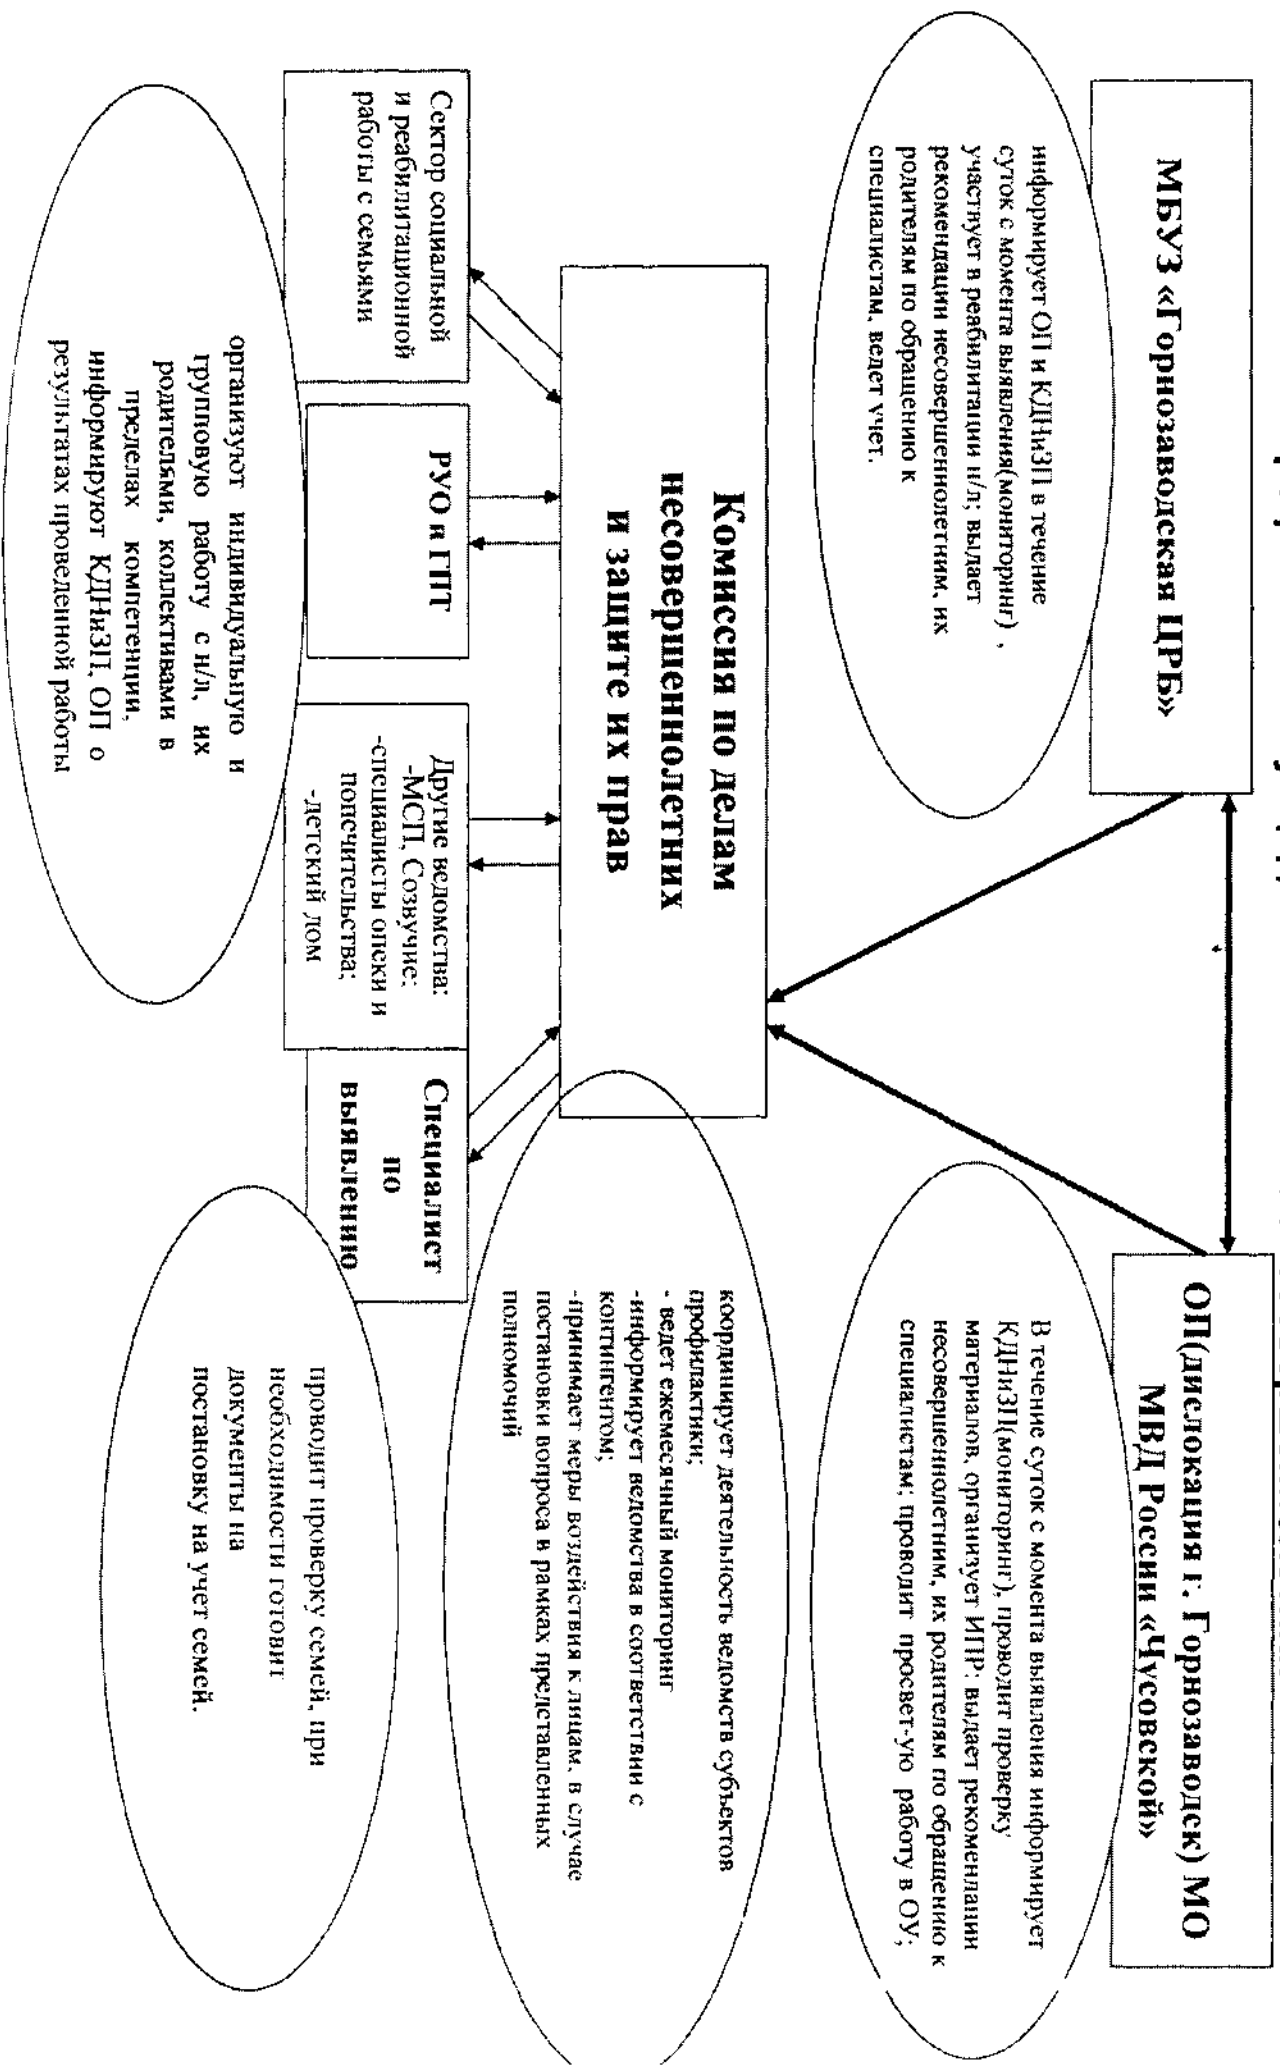 МБУЗ «Горнозаводская ЦРБ»
ОП(дислокация г. Горнозаводск) МО
МВД России «Чусовской»
информирует ОП и КДНиЗП в течение
суток с момента выявления(мониторинг) ,
участвует в реабилитации н/л; выдает
рекомендации несовершеннолетним, их
родителям по обращению к
специалистам, ведет учет.
В течение суток с момента выявления информирует
КДНиЗП(мониторинг), проводит проверку
материалов, организует ИПР; выдает рекомендации
несовершеннолетним, их родителям по обращению к
специалистам; проводит просвет-ую работу в ОУ;
Комиссия по делам
несовершеннолетних
и защите их прав
координирует деятельность ведомств субъектов
профилактики;
- ведет ежемесячный мониторинг
-информирует ведомства в соответствии с
контингентом;
-принимает меры воздействия к лицам, в случае
постановки вопроса в рамках представленных
полномочий
Сектор социальной
и реабилитационной
работы с семьями
РУО и ГПТ
Другие ведомства:
-МСП, Созвучие;
-специалисты опеки и
попечительства;
-детский дом
Специалист
по
выявлению
организуют индивидуальную и
групповую работу с н/л, их
родителями, коллективами в
пределах компетенции,
информируют КДНиЗП, ОП о
результатах проведенной работы
проводит проверку семей, при
необходимости готовит
документы на
постановку на учет семей.